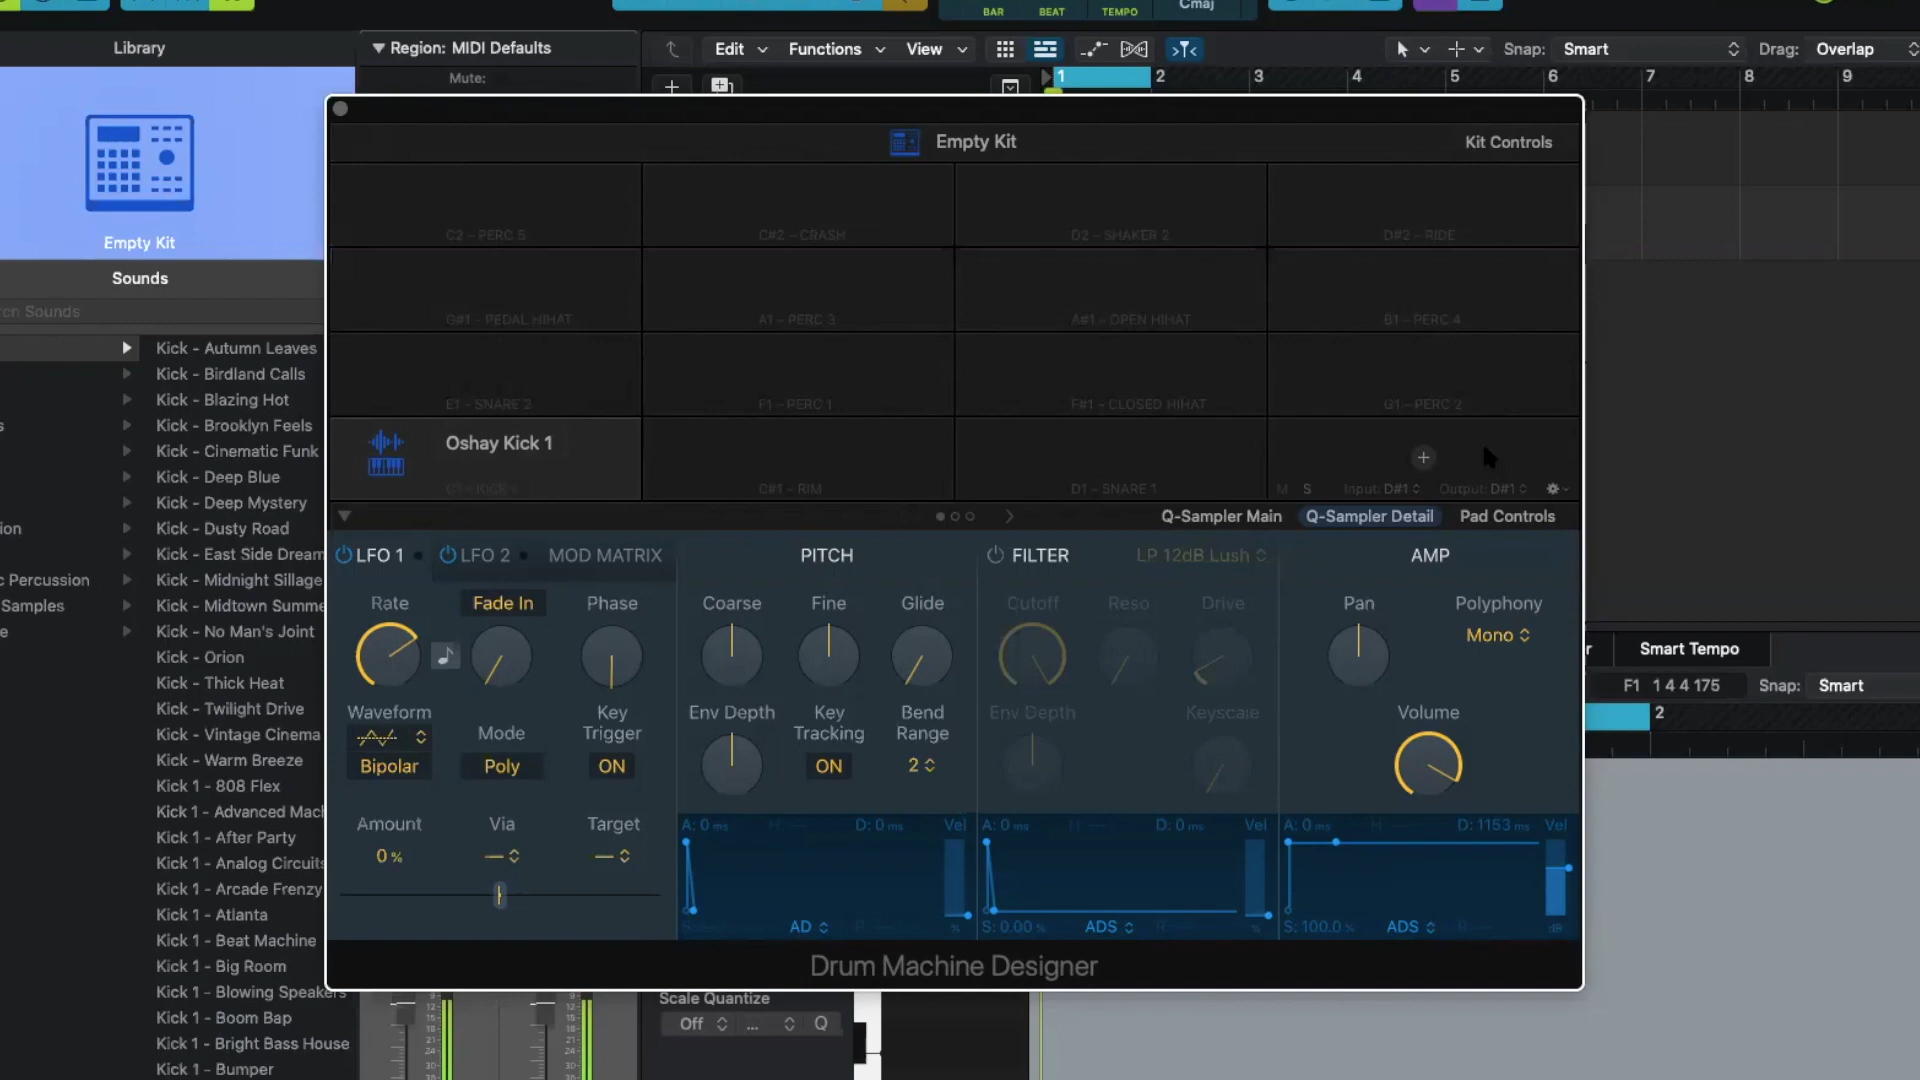 BAR BEAT TEMPO Cmaj
Library
Region: MIDI Defaults
Edit Functions View
Snap: Smart Drag: Overlap
Mute:
1 2 3 4 5 6 7 8 9
Empty Kit
Kit Controls
Empty Kit
Sounds
C2 – PERC 5 C#2 – CRASH D2 – SHAKER 2 D#2 – RIDE
G#1 – PEDAL HIHAT A1 – PERC 3 A#1 – OPEN HIHAT B1 – PERC 4
E1 – SNARE 2 F1 – PERC 1 F#1 – CLOSED HIHAT G1 – PERC 2
Oshay Kick 1
C#1 – RIM D1 – SNARE 1 M S Input: D#1 Output: D#1
Q-Sampler Main Q-Sampler Detail Pad Controls
LFO 1 LFO 2 MOD MATRIX PITCH FILTER LP 12dB Lush AMP
Rate Fade In Phase Coarse Fine Glide Cutoff Reso Drive Pan Polyphony
Mono
Waveform Mode Key Trigger Env Depth Key Tracking Bend Range Env Depth Keyscale Volume
Bipolar Poly ON ON 2
Amount Via Target
0 % — —
A: 0 ms D: 0 ms Vel A: 0 ms D: 0 ms Vel A: 0 ms D: 1153 ms Vel
AD % S: 0.00 % ADS % S: 100.0 % ADS dB
Drum Machine Designer
Kick - Autumn Leaves
Kick - Birdland Calls
Kick - Blazing Hot
Kick - Brooklyn Feels
Kick - Cinematic Funk
Kick - Deep Blue
Kick - Deep Mystery
Kick - Dusty Road
Kick - East Side Dream
Kick - Midnight Sillage
Kick - Midtown Summe
Kick - No Man's Joint
Kick - Orion
Kick - Thick Heat
Kick - Twilight Drive
Kick - Vintage Cinema
Kick - Warm Breeze
Kick 1 - 808 Flex
Kick 1 - Advanced Mach
Kick 1 - After Party
Kick 1 - Analog Circuits
Kick 1 - Arcade Frenzy
Kick 1 - Atlanta
Kick 1 - Beat Machine
Kick 1 - Big Room
Kick 1 - Blowing Speakers
Kick 1 - Boom Bap
Kick 1 - Bright Bass House
Kick 1 - Bumper
Percussion
Samples
Smart Tempo
F1 1 4 4 175 Snap: Smart
2
Scale Quantize
Off ... Q